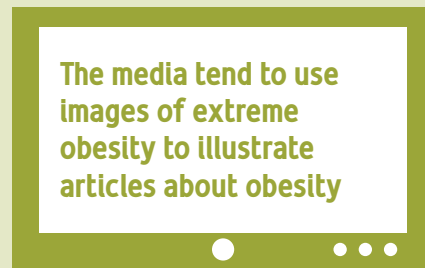 The media tend to use
images of extreme
obesity to illustrate
articles about obesity